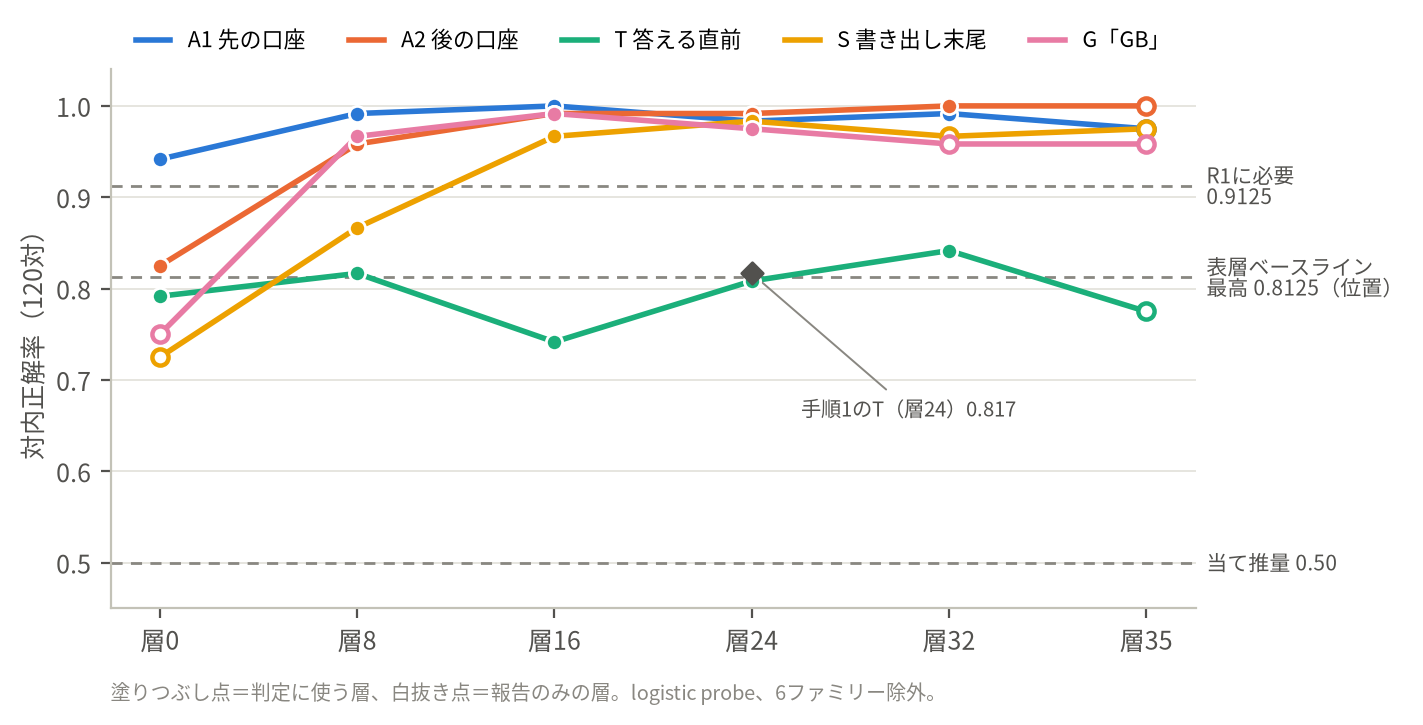 A1 先の口座
A2 後の口座
T 答える直前
S 書き出し末尾
G「GB」
対内正解率（120対）
1.0
0.9
0.8
0.7
0.6
0.5
R1に必要
0.9125
表層ベースライン
最高 0.8125（位置）
手順1のT（層24）0.817
当て推量 0.50
層0
層8
層16
層24
層32
層35
塗りつぶし点＝判定に使う層、白抜き点＝報告のみの層。logistic probe、6ファミリー除外。